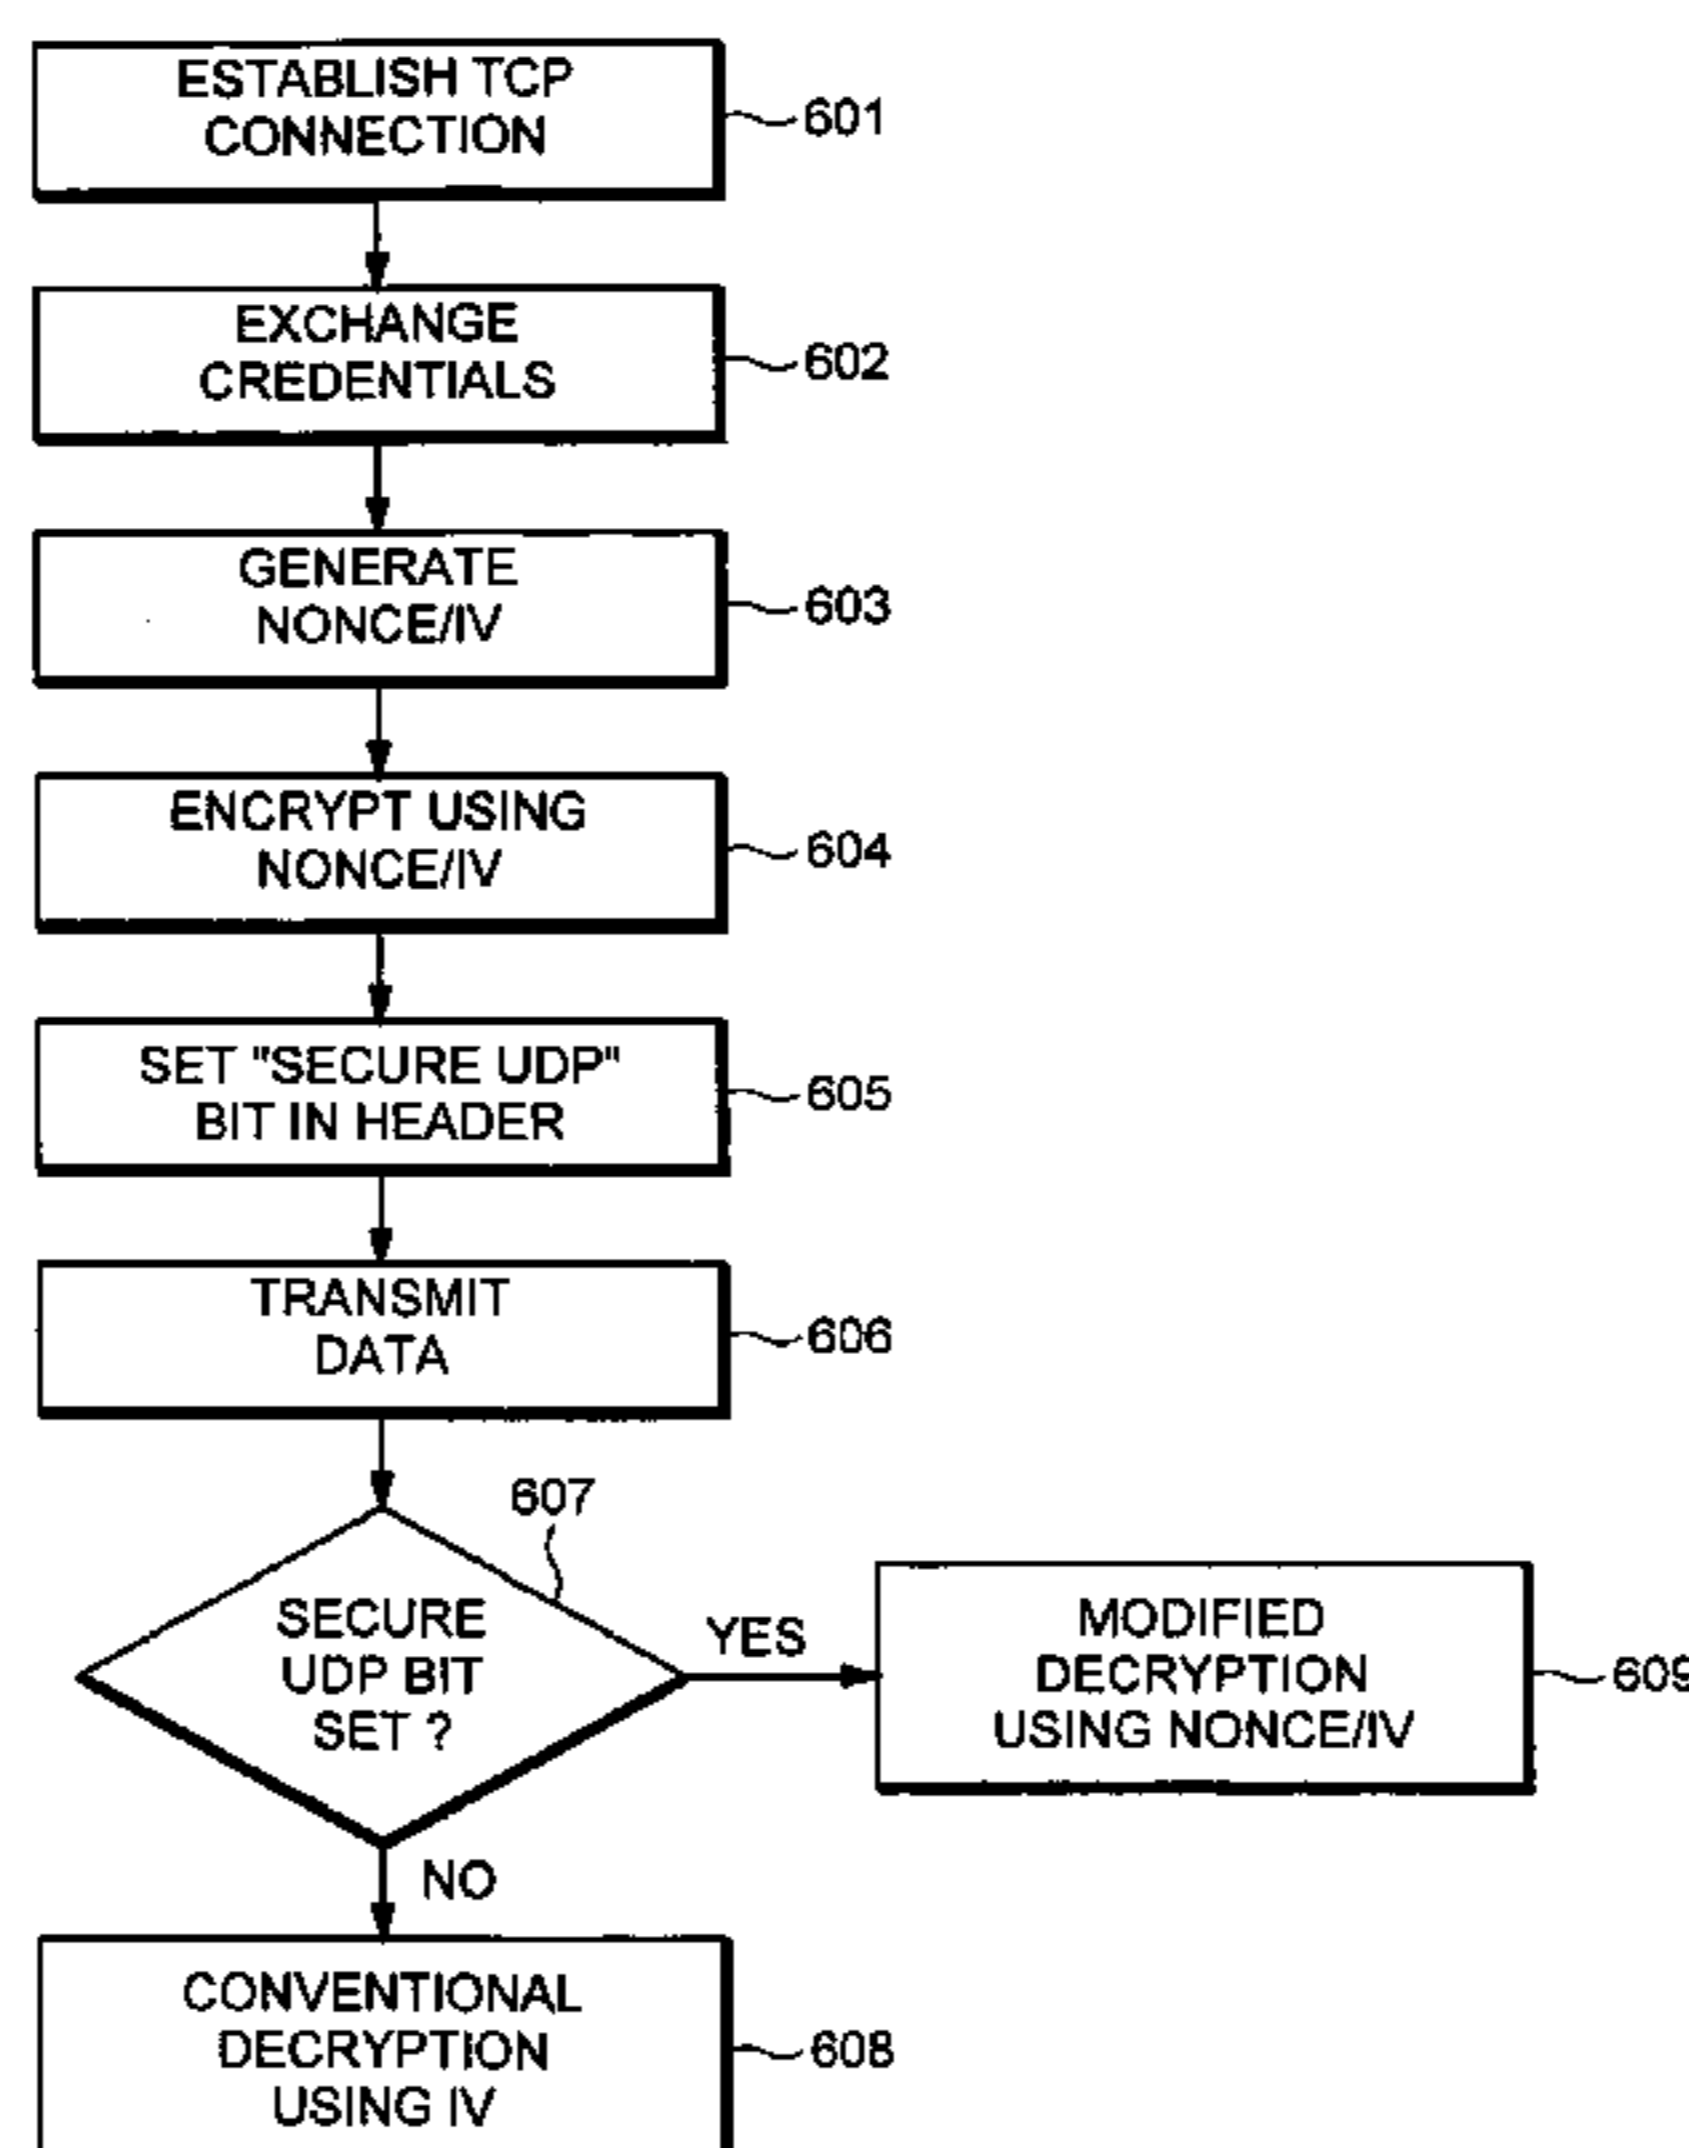 ESTABLISH TCP
CONNECTION
601
EXCHANGE
CREDENTIALS
602
GENERATE
NONCE/IV
603
ENCRYPT USING
NONCE/IV
604
SET "SECURE UDP"
BIT IN HEADER
605
TRANSMIT
DATA
606
607
SECURE
UDP BIT
SET ?
YES
MODIFIED
DECRYPTION
USING NONCE/IV
609
NO
CONVENTIONAL
DECRYPTION
USING IV
608